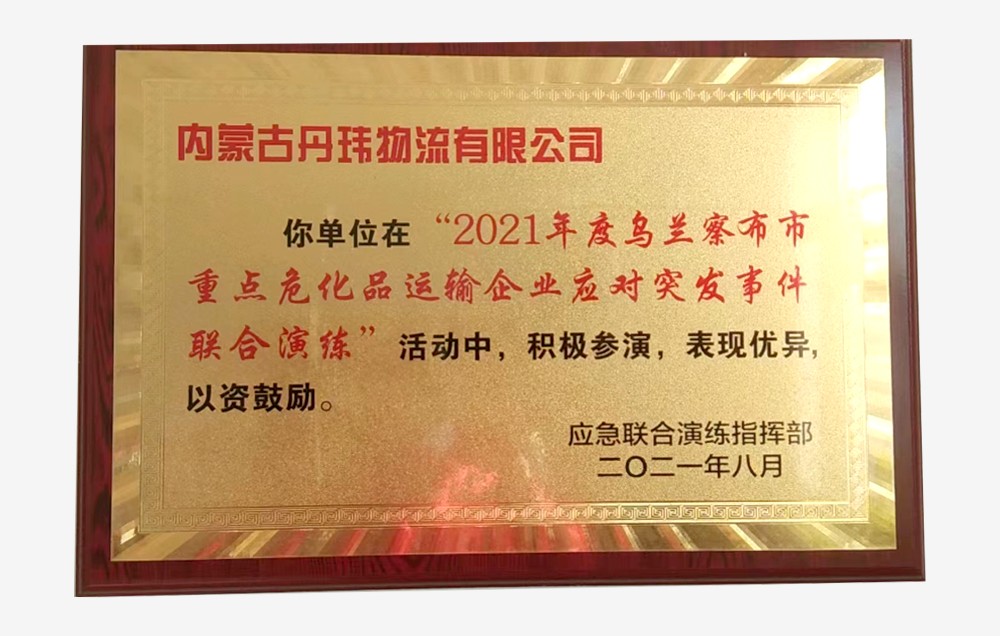 内蒙古丹玮物流有限公司
你单位在“2021年度乌兰察布市
重点危化品运输企业应对突发事件
联合演练”活动中，积极参演，表现优异，
以资鼓励。
应急联合演练指挥部
二〇二一年八月